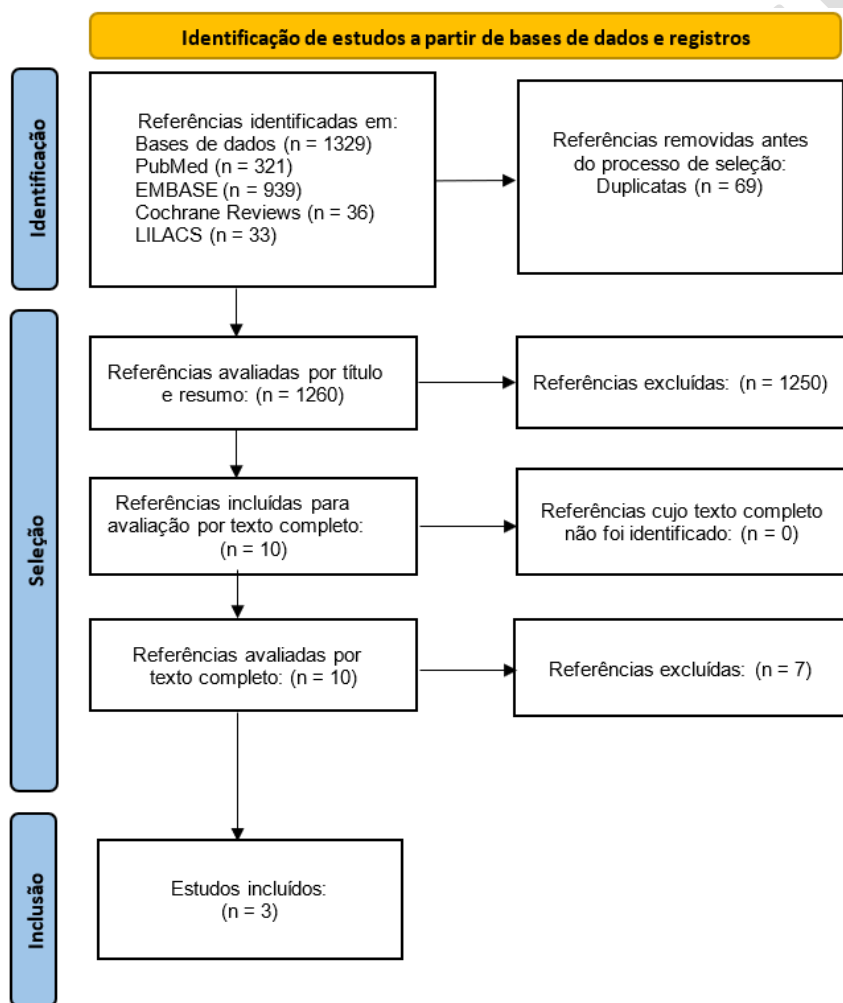 Identificação de estudos a partir de bases de dados e registros
Identificação
Referências identificadas em:
Bases de dados (n = 1329)
PubMed (n = 321)
EMBASE (n = 939)
Cochrane Reviews (n = 36)
LILACS (n = 33)
Referências removidas antes
do processo de seleção:
Duplicatas (n = 69)
Seleção
Referências avaliadas por título
e resumo: (n = 1260)
Referências excluídas: (n = 1250)
Referências incluídas para
avaliação por texto completo:
(n = 10)
Referências cujo texto completo
não foi identificado: (n = 0)
Referências avaliadas por
texto completo: (n = 10)
Referências excluídas: (n = 7)
Inclusão
Estudos incluídos:
(n = 3)